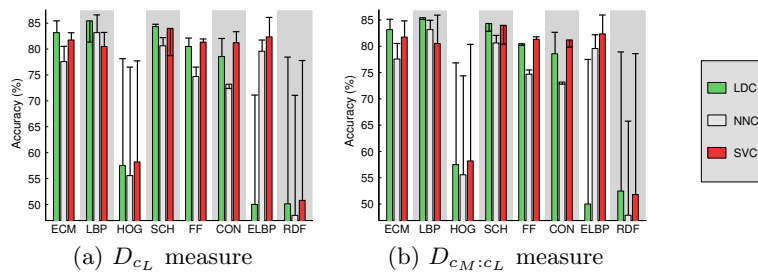 Accuracy (%)
85
80
75
70
65
60
55
50
ECM LBP HOG SCH FF CON ELBP RDF
(a) D_{c_L} measure
Accuracy (%)
85
80
75
70
65
60
55
50
ECM LBP HOG SCH FF CON ELBP RDF
(b) D_{c_M:c_L} measure
LDC
NNC
SVC